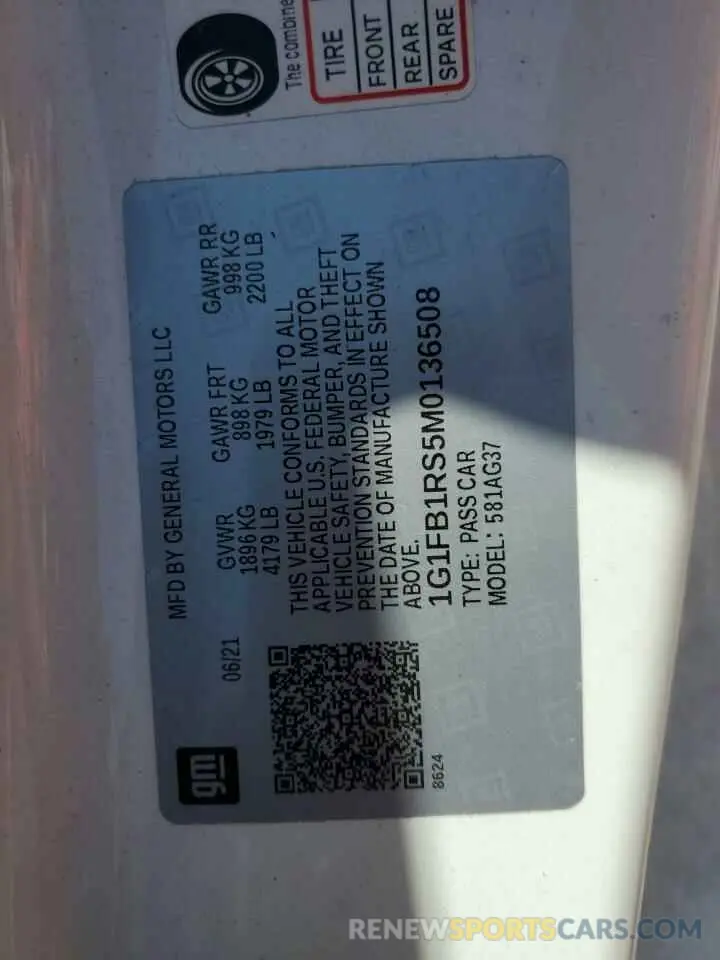 The combine
TIRE
FRONT
REAR
SPARE
MFD BY GENERAL MOTORS LLC
06/21 GVWR GAWR FRT GAWR RR
1896 KG 898 KG 998 KG
4179 LB 1979 LB 2200 LB
THIS VEHICLE CONFORMS TO ALL
APPLICABLE U.S. FEDERAL MOTOR
VEHICLE SAFETY, BUMPER, AND THEFT
PREVENTION STANDARDS IN EFFECT ON
THE DATE OF MANUFACTURE SHOWN
ABOVE.
1G1FB1RS5M0136508
TYPE: PASS CAR
MODEL: 581AG37
gm
8624
RENEWSPORTSCARS.COM